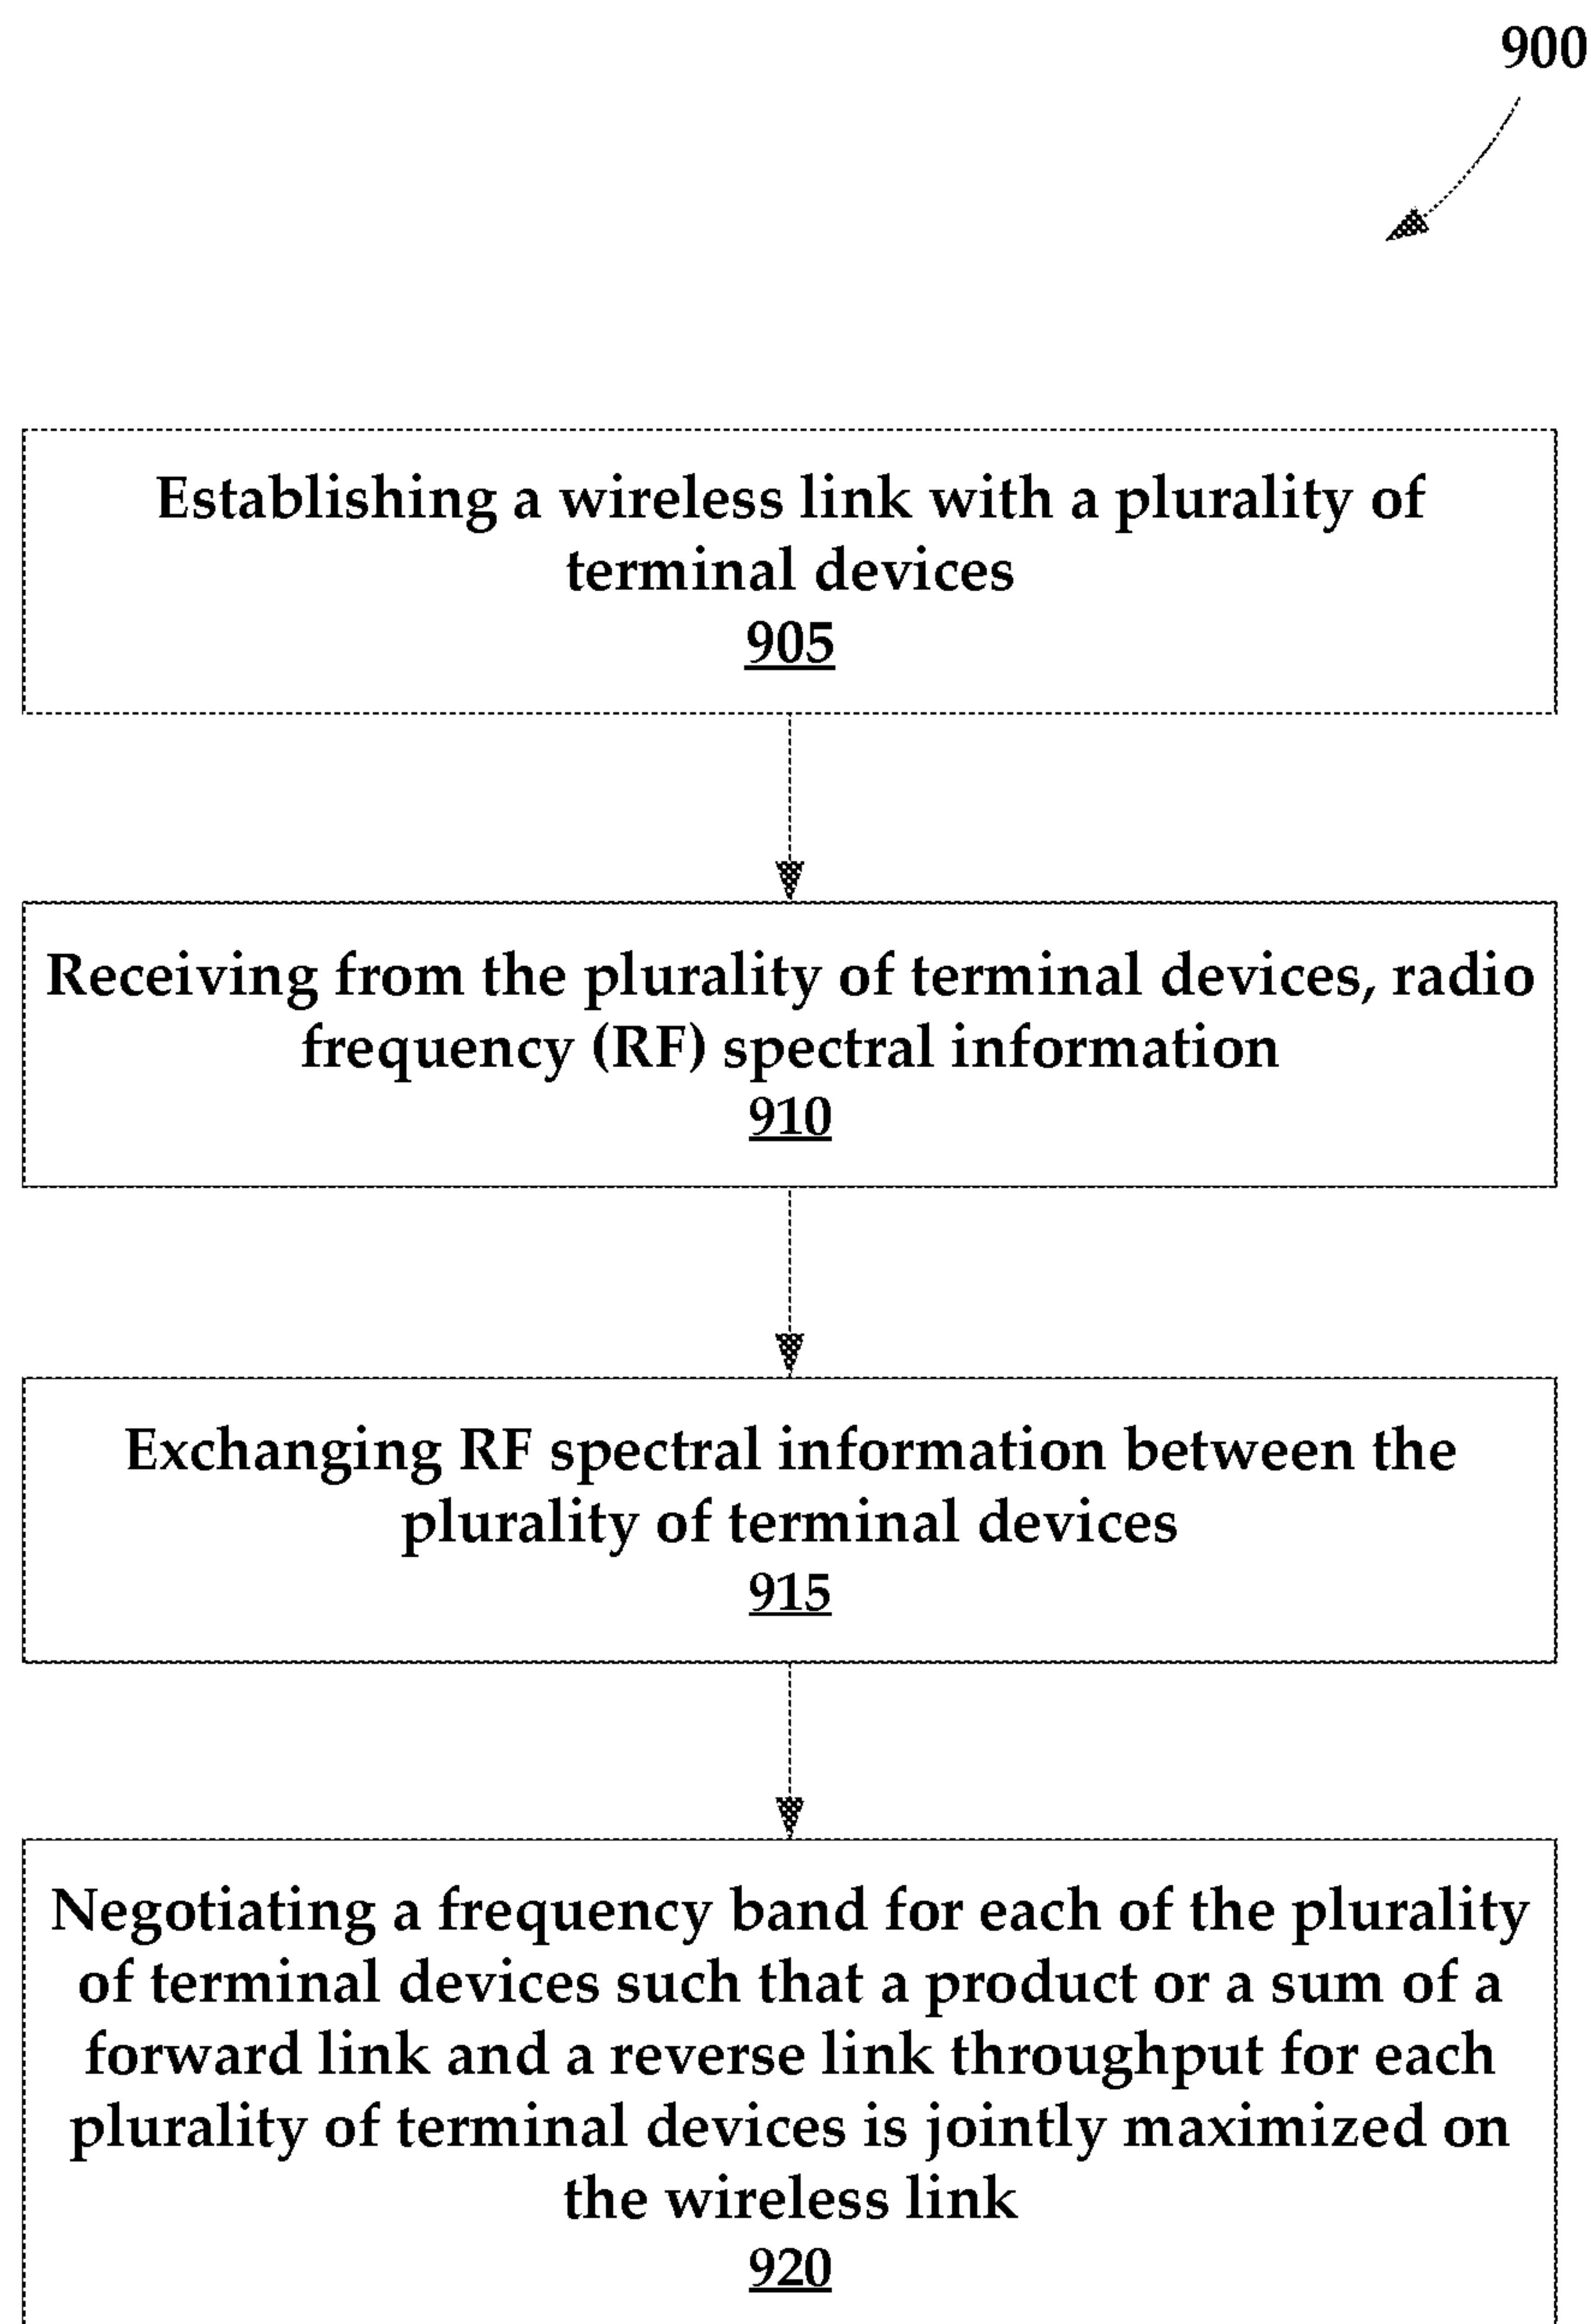 900
Establishing a wireless link with a plurality of
terminal devices
905
Receiving from the plurality of terminal devices, radio
frequency (RF) spectral information
910
Exchanging RF spectral information between the
plurality of terminal devices
915
Negotiating a frequency band for each of the plurality
of terminal devices such that a product or a sum of a
forward link and a reverse link throughput for each
plurality of terminal devices is jointly maximized on
the wireless link
920